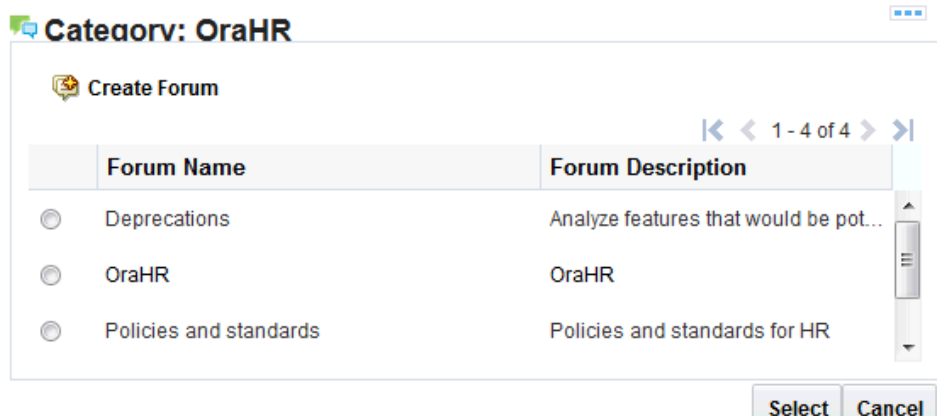 Category: OraHR
Create Forum
1 - 4 of 4
Forum Name Forum Description
Deprecations Analyze features that would be pot...
OraHR OraHR
Policies and standards Policies and standards for HR
Select Cancel